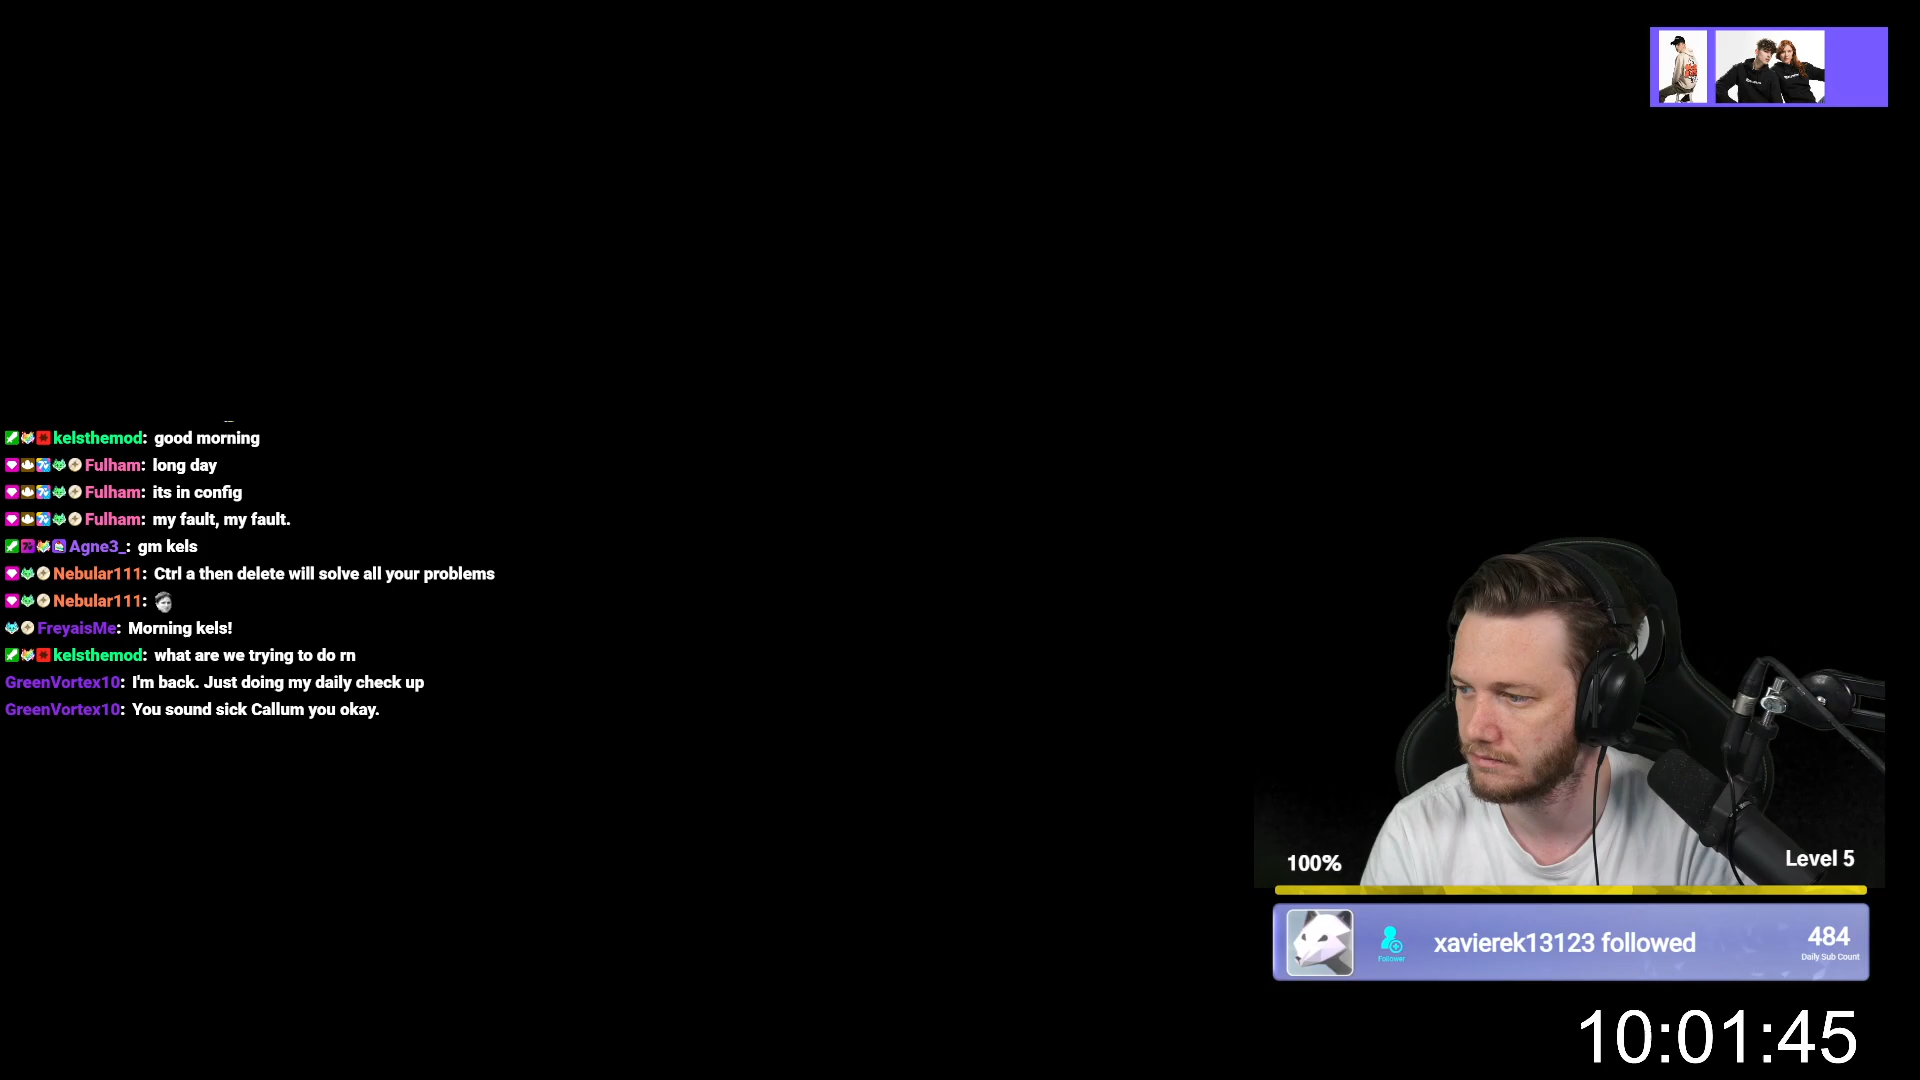 kelsthemod: good morning
Fulham: long day
Fulham: its in config
Fulham: my fault, my fault.
Agne3_: gm kels
Nebular111: Ctrl a then delete will solve all your problems
Nebular111:
FreyaisMe: Morning kels!
kelsthemod: what are we trying to do rn
GreenVortex10: I'm back. Just doing my daily check up
GreenVortex10: You sound sick Callum you okay.
100%
Level 5
Follower
xavierek13123 followed
484
Daily Sub Count
10:01:45